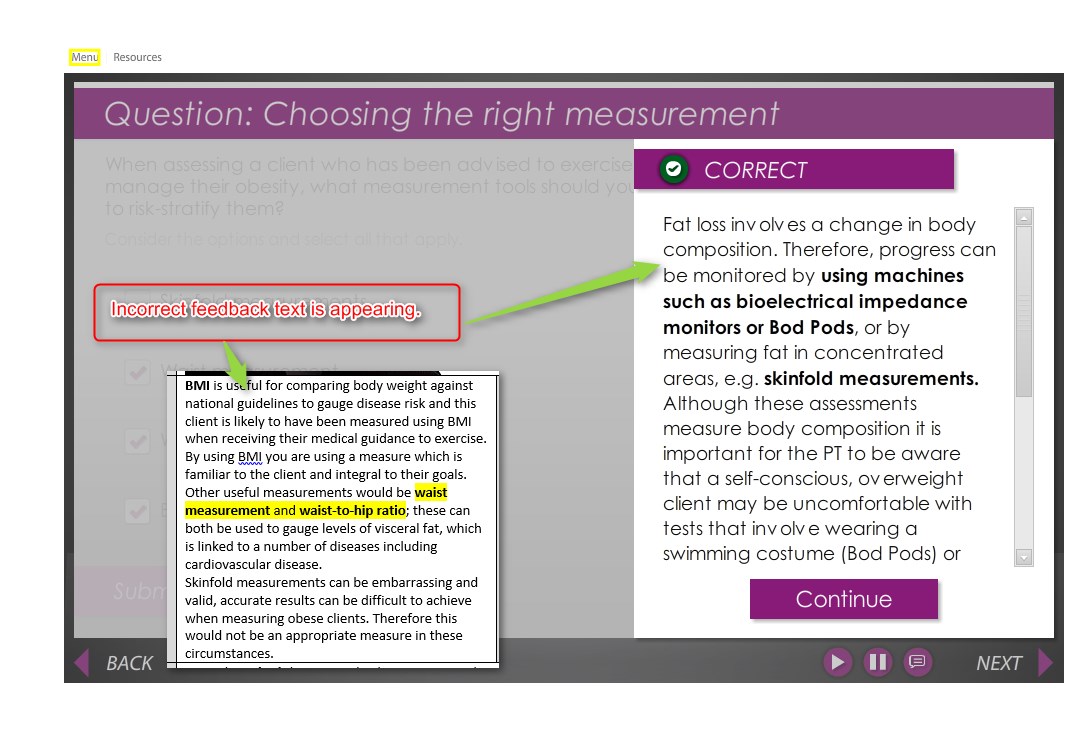 Menu Resources
Question: Choosing the right measurement
When assessing a client who has been advised to exercise
manage their obesity, what measurement tools should you
to risk-stratify them?
Consider the options and select all that apply.
Incorrect feedback text is appearing.
BMI is useful for comparing body weight against
national guidelines to gauge disease risk and this
client is likely to have been measured using BMI
when receiving their medical guidance to exercise.
By using BMI you are using a measure which is
familiar to the client and integral to their goals.
Other useful measurements would be waist
measurement and waist-to-hip ratio; these can
both be used to gauge levels of visceral fat, which
is linked to a number of diseases including
cardiovascular disease.
Skinfold measurements can be embarrassing and
valid, accurate results can be difficult to achieve
when measuring obese clients. Therefore this
would not be an appropriate measure in these
circumstances.
CORRECT
Fat loss involves a change in body
composition. Therefore, progress can
be monitored by using machines
such as bioelectrical impedance
monitors or Bod Pods, or by
measuring fat in concentrated
areas, e.g. skinfold measurements.
Although these assessments
measure body composition it is
important for the PT to be aware
that a self-conscious, overweight
client may be uncomfortable with
tests that involve wearing a
swimming costume (Bod Pods) or
Continue
Subm
BACK
NEXT